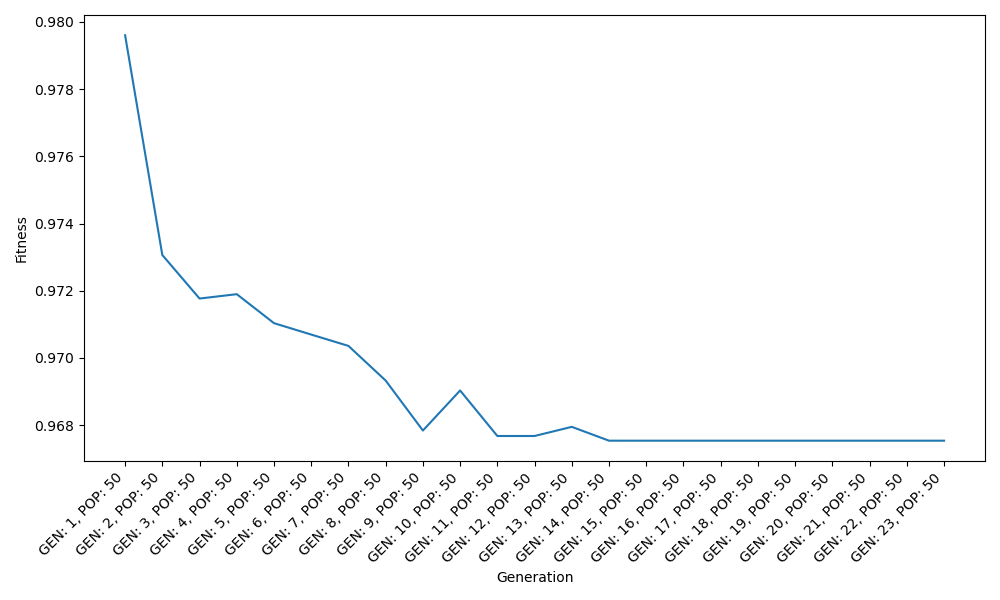 0.980
0.978
0.976
0.974
0.972
0.970
0.968
Fitness
GEN: 1, POP: 50
GEN: 2, POP: 50
GEN: 3, POP: 50
GEN: 4, POP: 50
GEN: 5, POP: 50
GEN: 6, POP: 50
GEN: 7, POP: 50
GEN: 8, POP: 50
GEN: 9, POP: 50
GEN: 10, POP: 50
GEN: 11, POP: 50
GEN: 12, POP: 50
GEN: 13, POP: 50
GEN: 14, POP: 50
GEN: 15, POP: 50
GEN: 16, POP: 50
GEN: 17, POP: 50
GEN: 18, POP: 50
GEN: 19, POP: 50
GEN: 20, POP: 50
GEN: 21, POP: 50
GEN: 22, POP: 50
GEN: 23, POP: 50
Generation